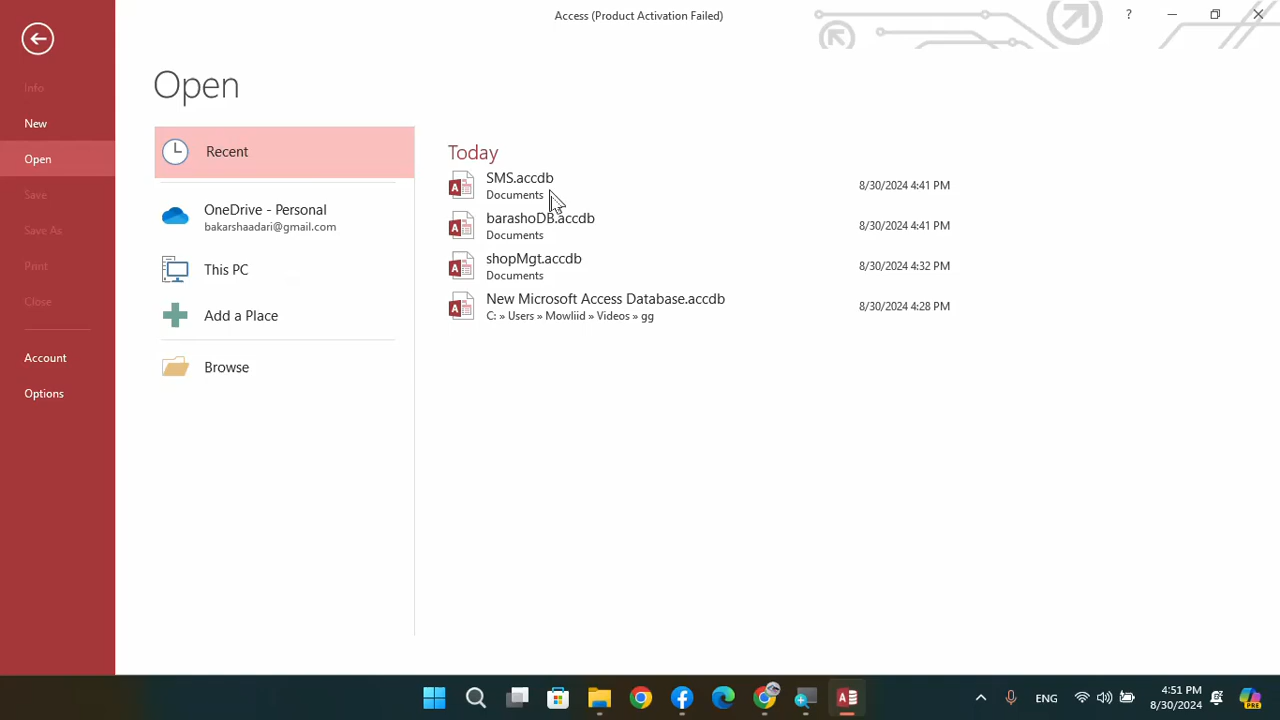 Access (Product Activation Failed)
?
Info
New
Open
Save
Save As
Print
Close
Account
Options
Open
Recent
OneDrive - Personal
bakarshaadari@gmail.com
This PC
Add a Place
Browse
Today
SMS.accdb
Documents
8/30/2024 4:41 PM
barashoDB.accdb
Documents
8/30/2024 4:41 PM
shopMgt.accdb
Documents
8/30/2024 4:32 PM
New Microsoft Access Database.accdb
C: » Users » Mowliid » Videos » gg
8/30/2024 4:28 PM
ENG
4:51 PM
8/30/2024
PRE